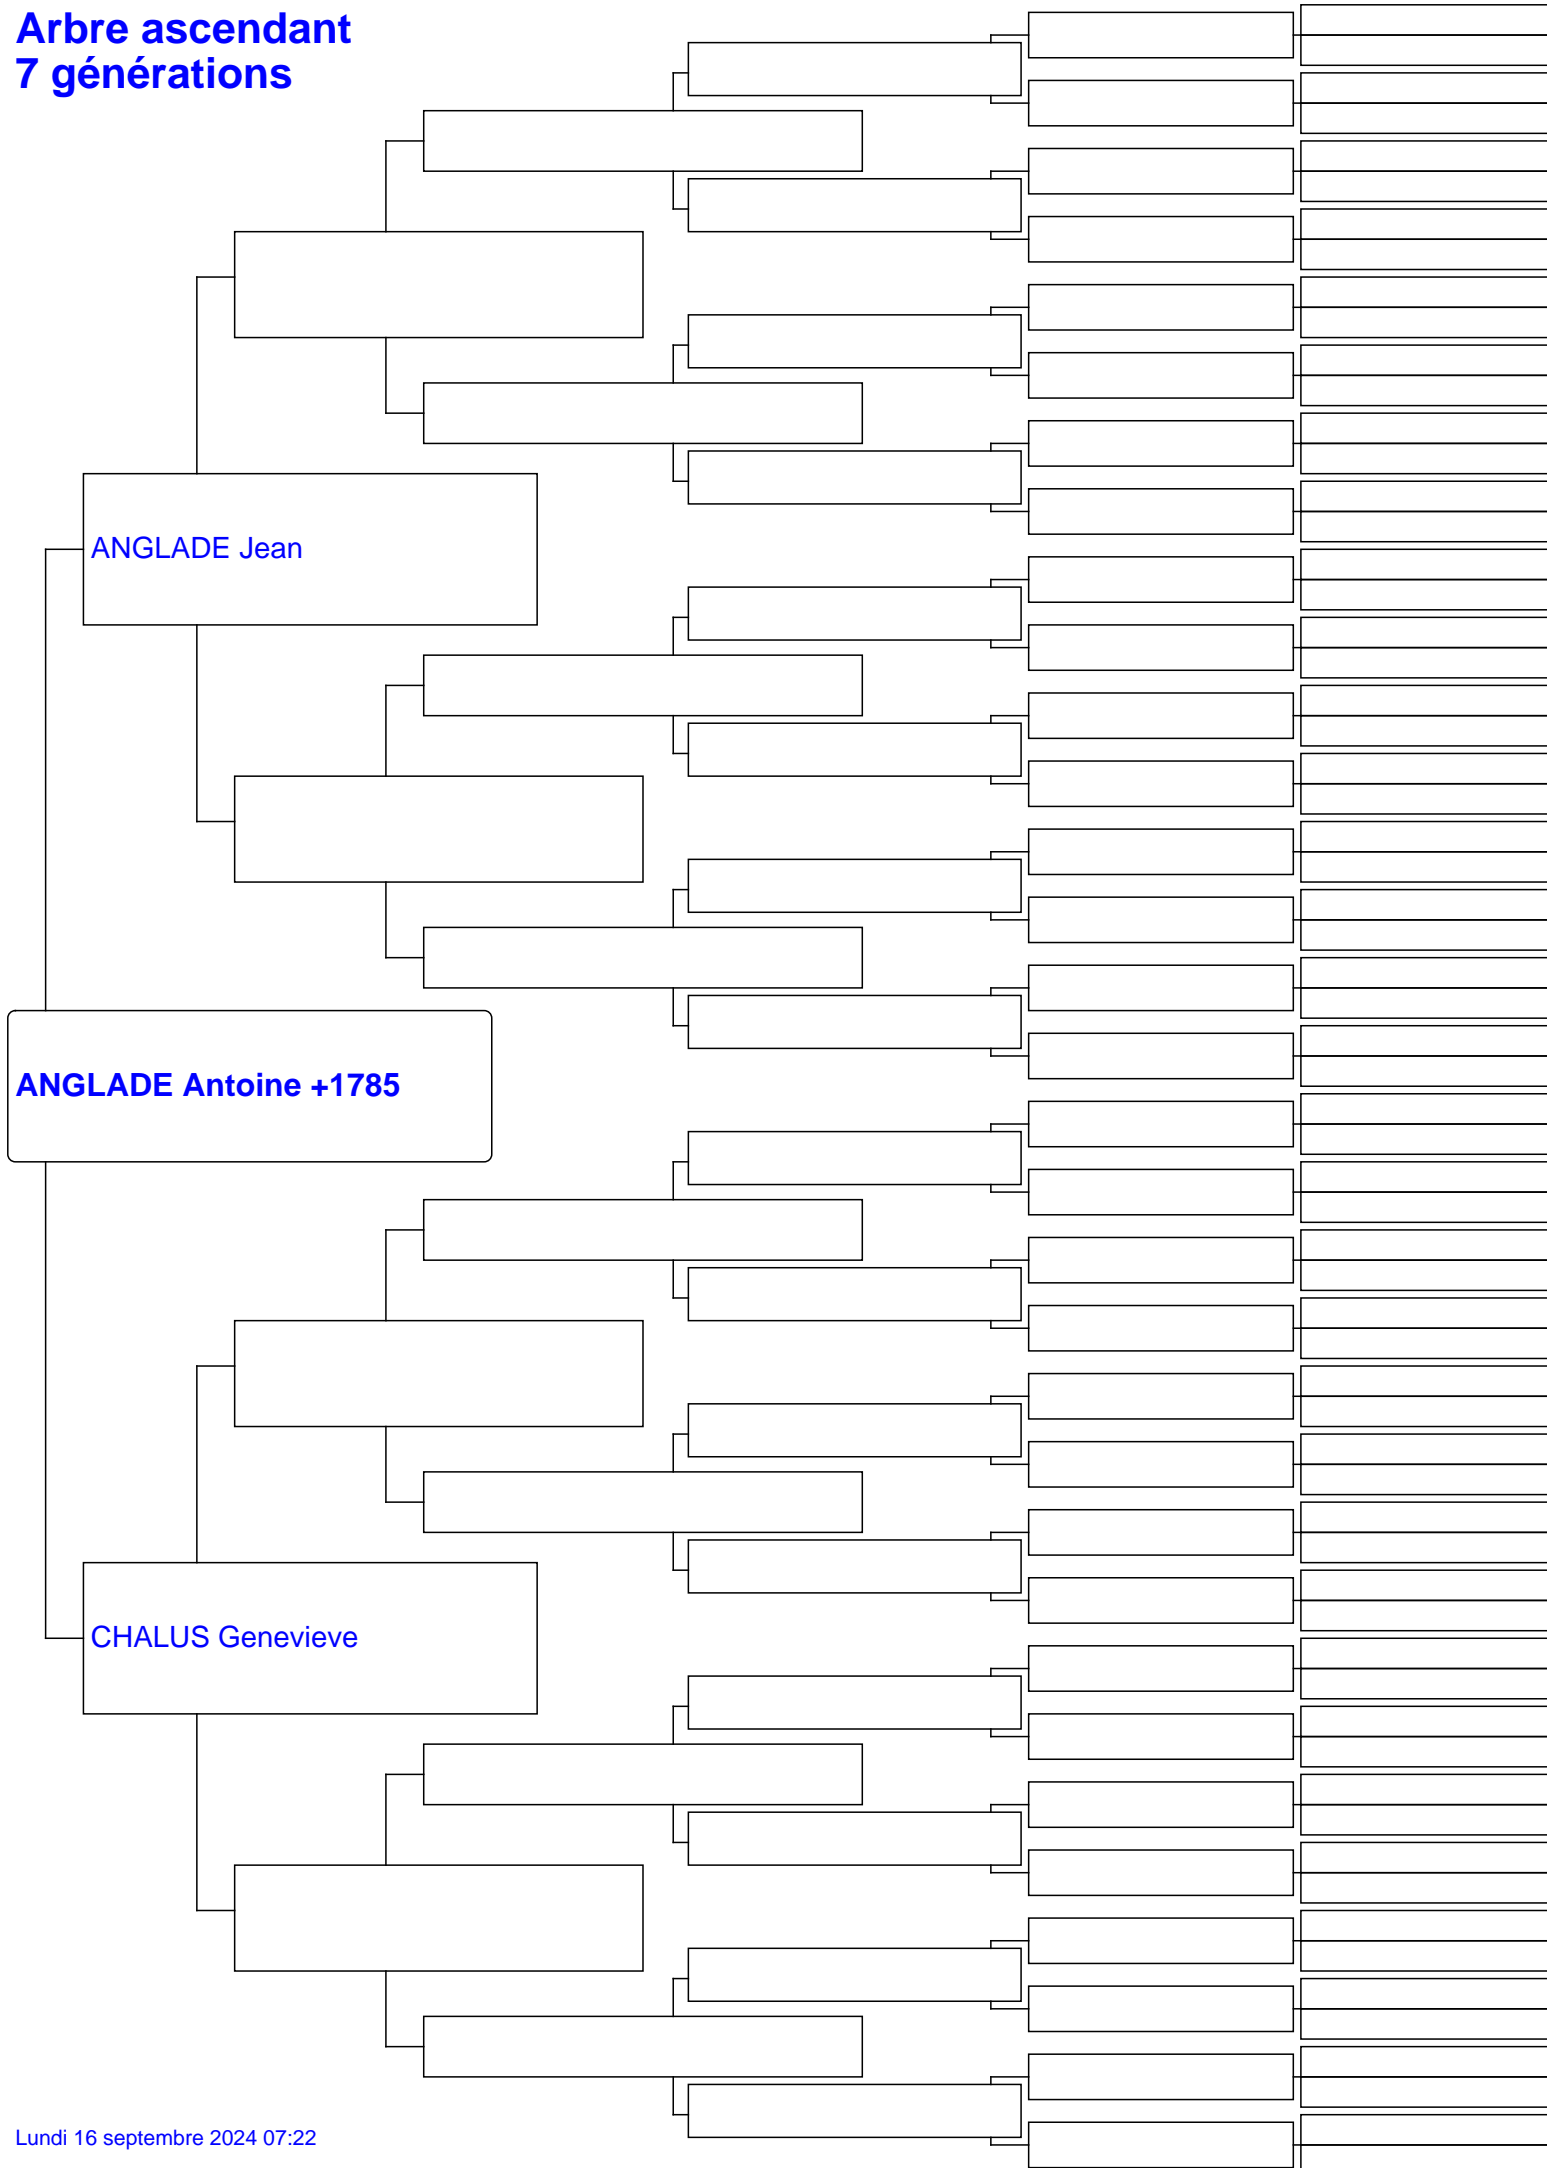 Arbre ascendant
7 générations
ANGLADE Jean
ANGLADE Antoine +1785
CHALUS Genevieve
Lundi 16 septembre 2024 07:22